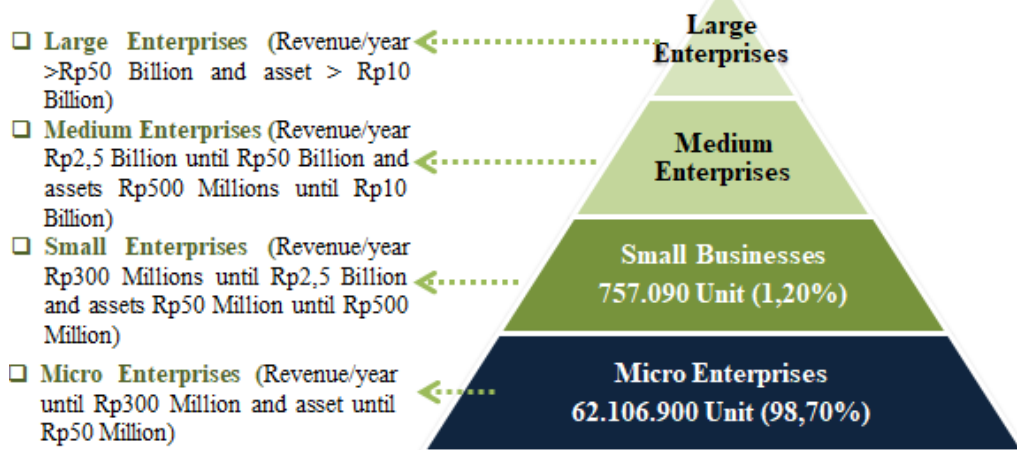 ❑ Large Enterprises (Revenue/year
>Rp50 Billion and asset > Rp10
Billion)
❑ Medium Enterprises (Revenue/year
Rp2,5 Billion until Rp50 Billion and
assets Rp500 Millions until Rp10
Billion)
❑ Small Enterprises (Revenue/year
Rp300 Millions until Rp2,5 Billion
and assets Rp50 Million until Rp500
Million)
❑ Micro Enterprises (Revenue/year
until Rp300 Million and asset until
Rp50 Million)
Large
Enterprises
Medium
Enterprises
Small Businesses
757.090 Unit (1,20%)
Micro Enterprises
62.106.900 Unit (98,70%)